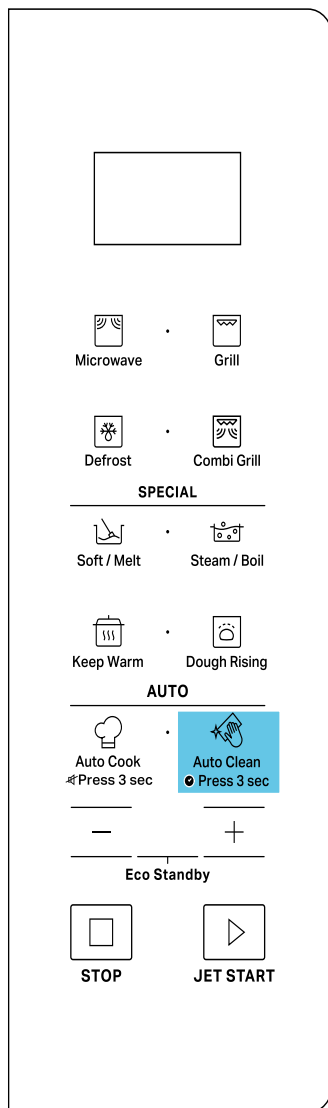 Microwave
Grill
Defrost
Combi Grill
SPECIAL
Soft / Melt
Steam / Boil
Keep Warm
Dough Rising
AUTO
Auto Cook
Press 3 sec
Auto Clean
Press 3 sec
Eco Standby
STOP
JET START